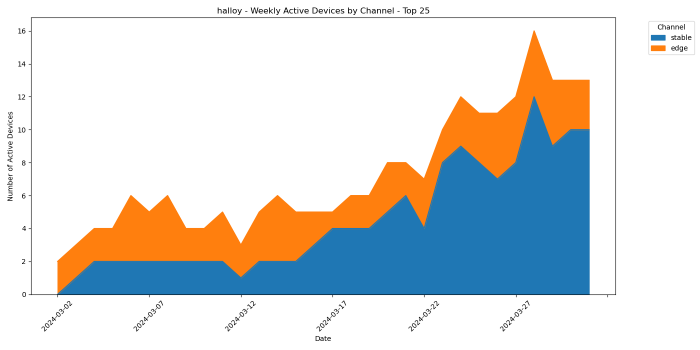 halloy - Weekly Active Devices by Channel - Top 25
Channel
stable
edge
Number of Active Devices
16
14
12
10
8
6
4
2
0
2024-03-02
2024-03-07
2024-03-12
2024-03-17
2024-03-22
2024-03-27
Date